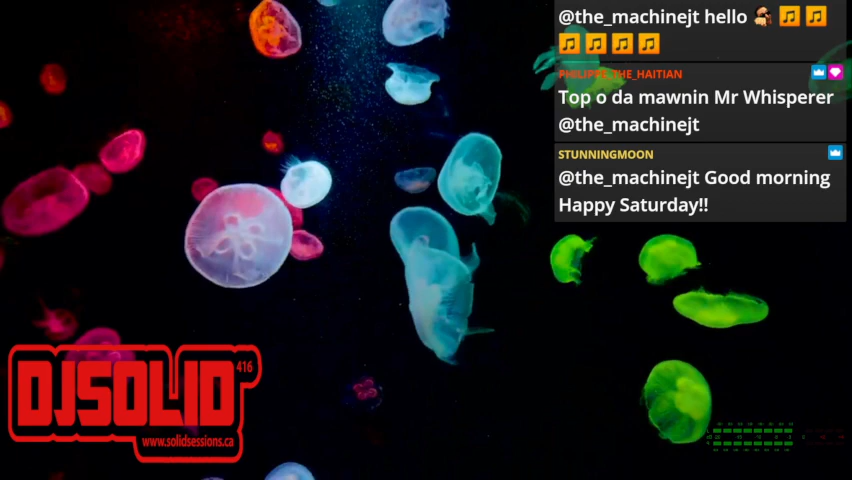 @the_machinejt hello
PHILIPPE_THE_HAITIAN
Top o da mawnin Mr Whisperer
@the_machinejt
STUNNINGMOON
@the_machinejt Good morning
Happy Saturday!!
DJSOLID 416
www.solidsessions.ca